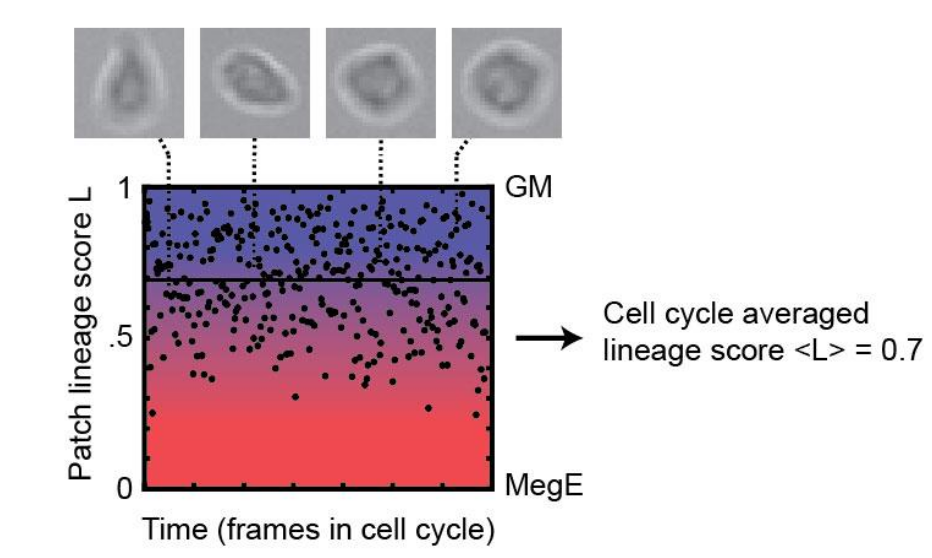 1
GM
Patch lineage score L
.5
Cell cycle averaged
lineage score <L> = 0.7
0
MegE
Time (frames in cell cycle)